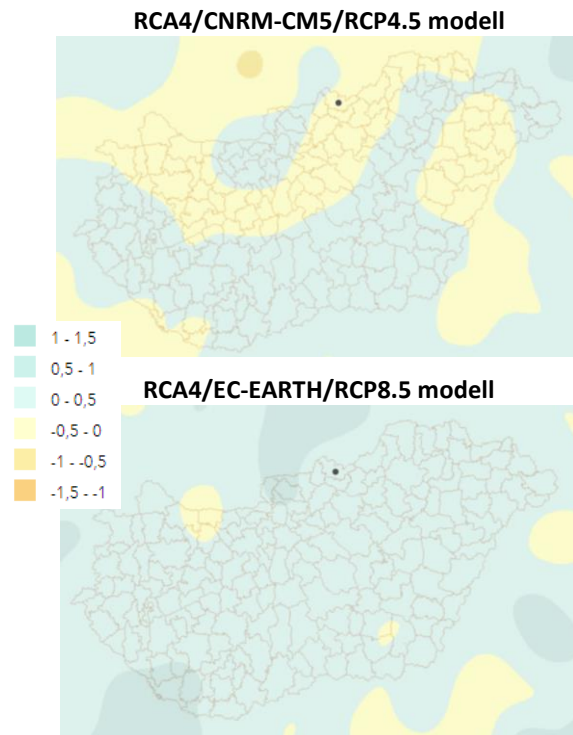 RCA4/CNRM-CM5/RCP4.5 modell
1 - 1,5
0,5 - 1
0 - 0,5
-0,5 - 0
-1 - -0,5
-1,5 - -1
RCA4/EC-EARTH/RCP8.5 modell